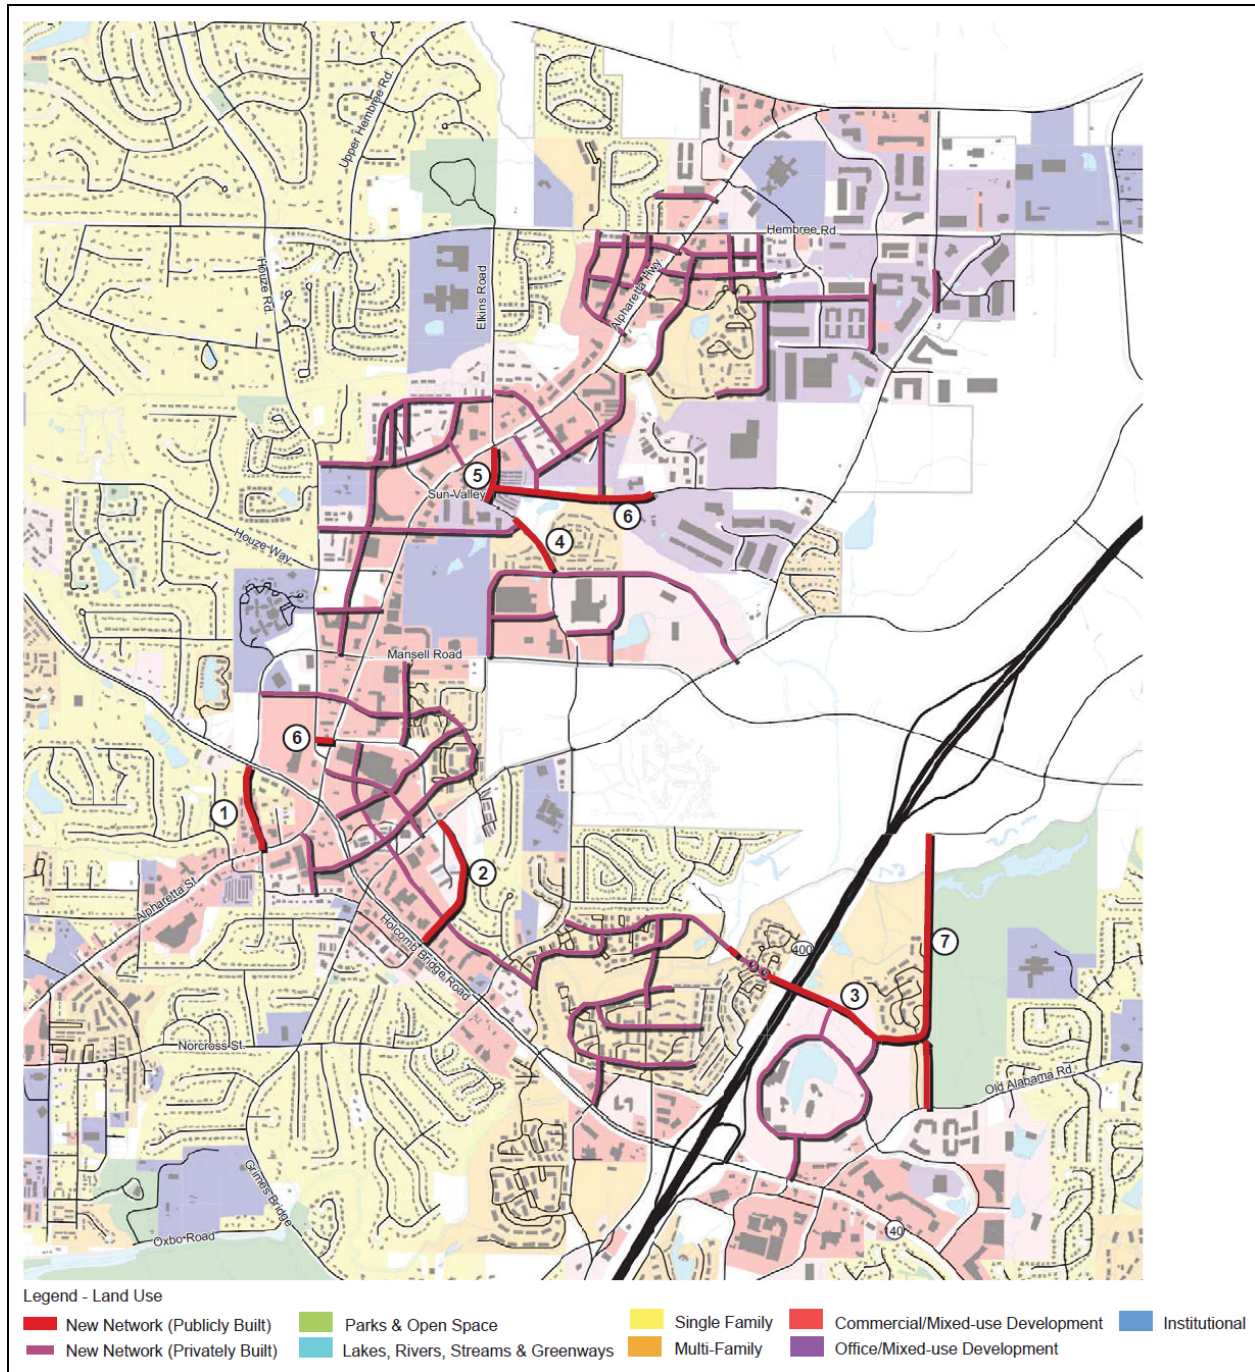 Upper Hembree Rd.
Hembree Rd.
Houze Rd.
Elkins Road
Alpharetta Hwy.
5
Sun Valley
6
4
Houze Way
Mansell Road
6
1
2
Alpharetta St.
Holcomb Bridge Road
400
7
3
Norcross St.
Old Alabama Rd.
Grimes Bridge
Oxbo Road
140
Legend - Land Use
New Network (Publicly Built)
Parks & Open Space
Single Family
Commercial/Mixed-use Development
Institutional
New Network (Privately Built)
Lakes, Rivers, Streams & Greenways
Multi-Family
Office/Mixed-use Development